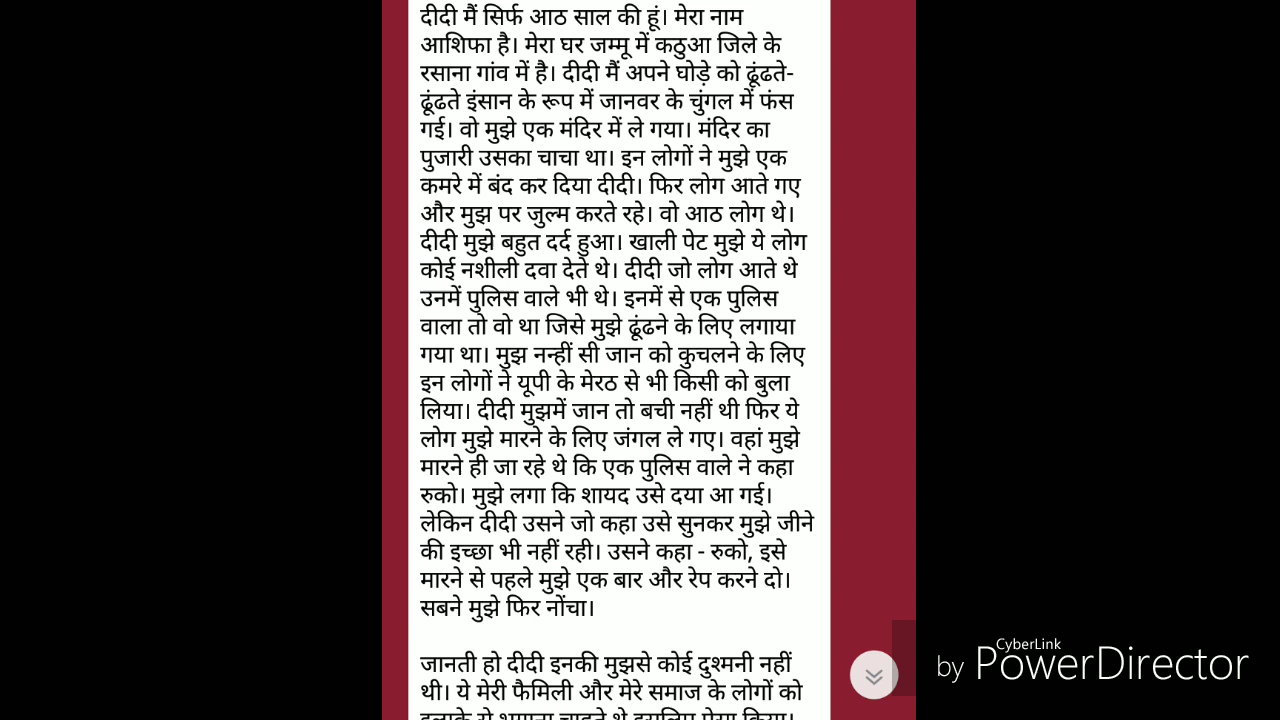 दीदी मैं सिर्फ आठ साल की हूं। मेरा नाम
आशिफा है। मेरा घर जम्मू में कठुआ जिले के
रसाना गांव में है। दीदी मैं अपने घोड़े को ढूंढते-
ढूंढते इंसान के रूप में जानवर के चुंगल में फंस
गई। वो मुझे एक मंदिर में ले गया। मंदिर का
पुजारी उसका चाचा था। इन लोगों ने मुझे एक
कमरे में बंद कर दिया दीदी। फिर लोग आते गए
और मुझ पर जुल्म करते रहे। वो आठ लोग थे।
दीदी मुझे बहुत दर्द हुआ। खाली पेट मुझे ये लोग
कोई नशीली दवा देते थे। दीदी जो लोग आते थे
उनमें पुलिस वाले भी थे। इनमें से एक पुलिस
वाला तो वो था जिसे मुझे ढूंढने के लिए लगाया
गया था। मुझ नन्हीं सी जान को कुचलने के लिए
इन लोगों ने यूपी के मेरठ से भी किसी को बुला
लिया। दीदी मुझमें जान तो बची नहीं थी फिर ये
लोग मुझे मारने के लिए जंगल ले गए। वहां मुझे
मारने ही जा रहे थे कि एक पुलिस वाले ने कहा
रुको। मुझे लगा कि शायद उसे दया आ गई।
लेकिन दीदी उसने जो कहा उसे सुनकर मुझे जीने
की इच्छा भी नहीं रही। उसने कहा - रुको, इसे
मारने से पहले मुझे एक बार और रेप करने दो।
सबने मुझे फिर नोंचा।
जानती हो दीदी इनकी मुझसे कोई दुश्मनी नहीं
थी। ये मेरी फैमिली और मेरे समाज के लोगों को
by CyberLink PowerDirector